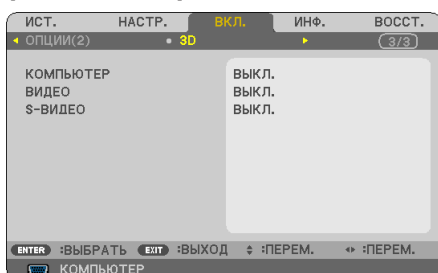 ИСТ. НАСТР. ВКЛ. ИНФ. ВОССТ.
ОПЦИИ(2) 3D 3/3
КОМПЬЮТЕР ВЫКЛ.
ВИДЕО ВЫКЛ.
S-ВИДЕО ВЫКЛ.
ENTER :ВЫБРАТЬ EXIT :ВЫХОД :ПЕРЕМ. :ПЕРЕМ.
КОМПЬЮТЕР